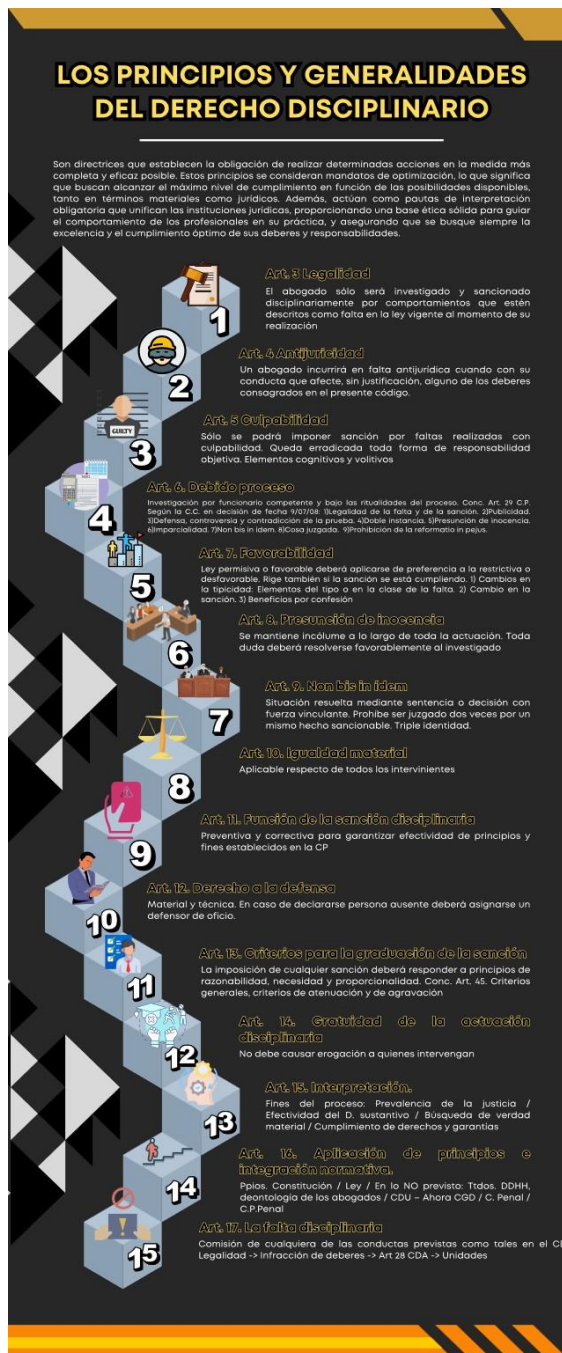 LOS PRINCIPIOS Y GENERALIDADES
DEL DERECHO DISCIPLINARIO
Son directrices que establecen la obligación de realizar determinadas acciones en la medida más
completa y eficaz posible. Estos principios se consideran mandatos de optimización, lo que significa
que buscan alcanzar el máximo nivel de cumplimiento en función de las posibilidades disponibles,
tanto en términos materiales como jurídicos. Además, actúan como pautas de interpretación
obligatoria que unifican las instituciones jurídicas, proporcionando una base ética sólida para guiar
el comportamiento de los profesionales en su práctica, y asegurando que se busque siempre la
excelencia y el cumplimiento óptimo de sus deberes y responsabilidades.
Art. 3 Legalidad
El abogado sólo será investigado y sancionado
disciplinariamente por comportamientos que estén
descritos como falta en la ley vigente al momento de su
realización
1
Art. 4 Antijuricidad
Un abogado incurrirá en falta antijurídica cuando con su
conducta que afecte, sin justificación, alguno de los deberes
consagrados en el presente código.
2
Art. 5 Culpabilidad
Sólo se podrá imponer sanción por faltas realizadas con
culpabilidad. Queda erradicada toda forma de responsabilidad
objetiva. Elementos cognitivos y volitivos
GUILTY
3
Art. 6. Debido proceso
Investigación por funcionario competente y bajo las ritualidades del proceso. Conc. Art. 29 C.P.
Según la C.C. en decisión de fecha 9/07/08: 1)Legalidad de la falta y de la sanción. 2)Publicidad.
3)Defensa, controversia y contradicción de la prueba. 4)Doble instancia. 5)Presunción de inocencia.
6)Imparcialidad. 7)Non bis in idem. 8)Cosa juzgada. 9)Prohibición de la reformatio in pejus.
4
Art. 7. Favorabilidad
Ley permisiva o favorable deberá aplicarse de preferencia a la restrictiva o
desfavorable. Rige también si la sanción se está cumpliendo. 1) Cambios en
la tipicidad: Elementos del tipo o en la clase de la falta. 2) Cambio en la
sanción. 3) Beneficios por confesión
5
Art. 8. Presunción de inocencia
Se mantiene incólume a lo largo de toda la actuación. Toda
duda deberá resolverse favorablemente al investigado
6
Art. 9. Non bis in ídem
Situación resuelta mediante sentencia o decisión con
fuerza vinculante. Prohíbe ser juzgado dos veces por un
mismo hecho sancionable. Triple identidad.
7
Art. 10. Igualdad material
Aplicable respecto de todos los intervinientes
8
Art. 11. Función de la sanción disciplinaria
Preventiva y correctiva para garantizar efectividad de principios y
fines establecidos en la CP
9
Art. 12. Derecho a la defensa
Material y técnica. En caso de declararse persona ausente deberá asignarse un
defensor de oficio.
10
Art. 13. Criterios para la graduación de la sanción
La imposición de cualquier sanción deberá responder a principios de
razonabilidad, necesidad y proporcionalidad. Conc. Art. 45. Criterios
generales, criterios de atenuación y de agravación
11
Art. 14. Gratuidad de la actuación
disciplinaria
No debe causar erogación a quienes intervengan
12
Art. 15. Interpretación.
Fines del proceso: Prevalencia de la justicia /
Efectividad del D. sustantivo / Búsqueda de verdad
material / Cumplimiento de derechos y garantías
13
Art. 16. Aplicación de principios e
integración normativa.
Ppios. Constitución / Ley / En lo NO previsto: Ttdos. DDHH,
deontología de los abogados / CDU – Ahora CGD / C. Penal /
C.P.Penal
14
Art. 17. La falta disciplinaria
Comisión de cualquiera de las conductas previstas como tales en el
Legalidad -> Infracción de deberes -> Art 28 CDA -> Unidades
15